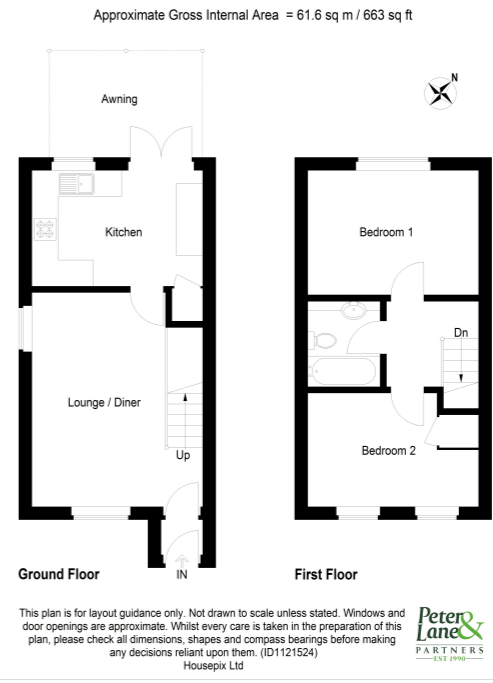 Approximate Gross Internal Area = 61.6 sq m / 663 sq ft
N
Awning
Kitchen
Bedroom 1
Dn
Lounge / Diner
Up
Bedroom 2
IN
Ground Floor
First Floor
This plan is for layout guidance only. Not drawn to scale unless stated. Windows and
door openings are approximate. Whilst every care is taken in the preparation of this
plan, please check all dimensions, shapes and compass bearings before making
any decisions reliant upon them. (ID1121524)
Housepix Ltd
Peter
Lane &
PARTNERS
EST 1990